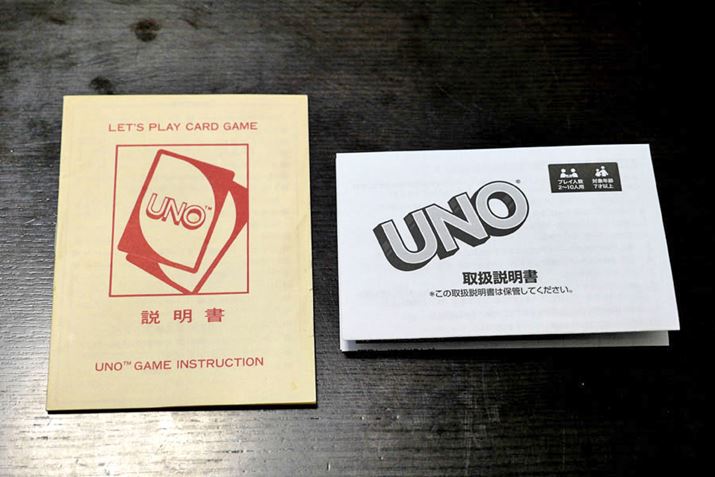 LET'S PLAY CARD GAME
UNO™
説明書
UNO™ GAME INSTRUCTION
プレイ人数
2〜10人用
対象年齢
7才以上
UNO®
取扱説明書
*この取扱説明書は保管してください。